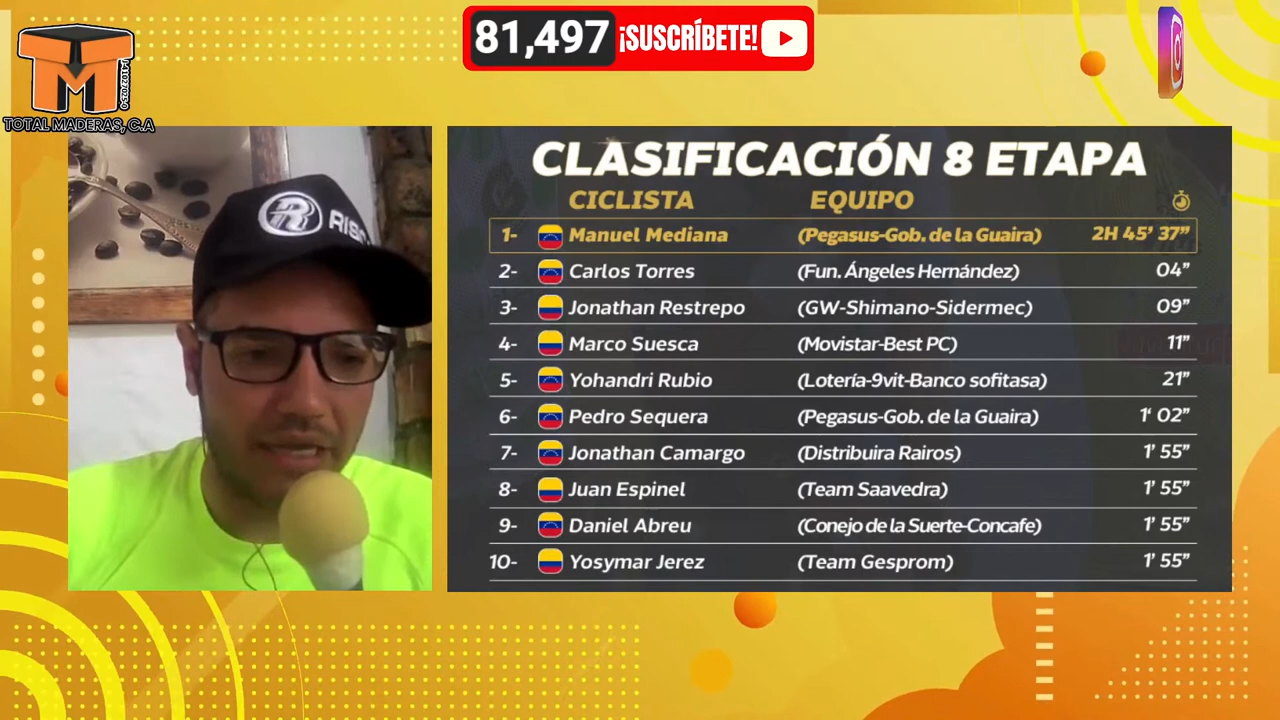 81,497 ¡SUSCRÍBETE!
TM
TOTAL MADERAS, C.A
R RISO
CLASIFICACIÓN 8 ETAPA
CICLISTA EQUIPO
1- Manuel Mediana (Pegasus-Gob. de la Guaira) 2H 45' 37”
2- Carlos Torres (Fun. Ángeles Hernández) 04”
3- Jonathan Restrepo (GW-Shimano-Sidermec) 09”
4- Marco Suesca (Movistar-Best PC) 11”
5- Yohandri Rubio (Lotería-9vit-Banco sofitasa) 21”
6- Pedro Sequera (Pegasus-Gob. de la Guaira) 1' 02”
7- Jonathan Camargo (Distribuira Rairos) 1' 55”
8- Juan Espinel (Team Saavedra) 1' 55”
9- Daniel Abreu (Conejo de la Suerte-Concafe) 1' 55”
10- Yosymar Jerez (Team Gesprom) 1' 55”